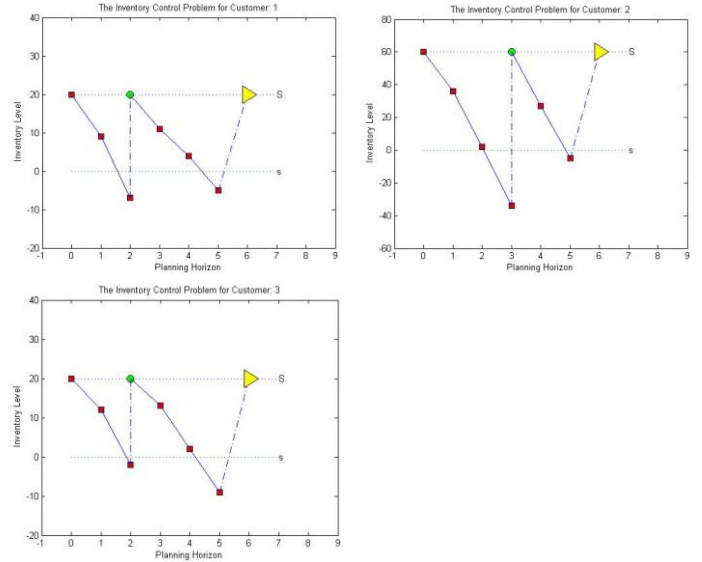 The Inventory Control Problem for Customer: 1
40
30
20
10
0
-10
-20
Inventory Level
S
s
-1 0 1 2 3 4 5 6 7 8 9
Planning Horizon
The Inventory Control Problem for Customer: 2
80
60
40
20
0
-20
-40
-60
Inventory Level
S
s
-1 0 1 2 3 4 5 6 7 8 9
Planning Horizon
The Inventory Control Problem for Customer: 3
40
30
20
10
0
-10
-20
Inventory Level
S
s
-1 0 1 2 3 4 5 6 7 8 9
Planning Horizon